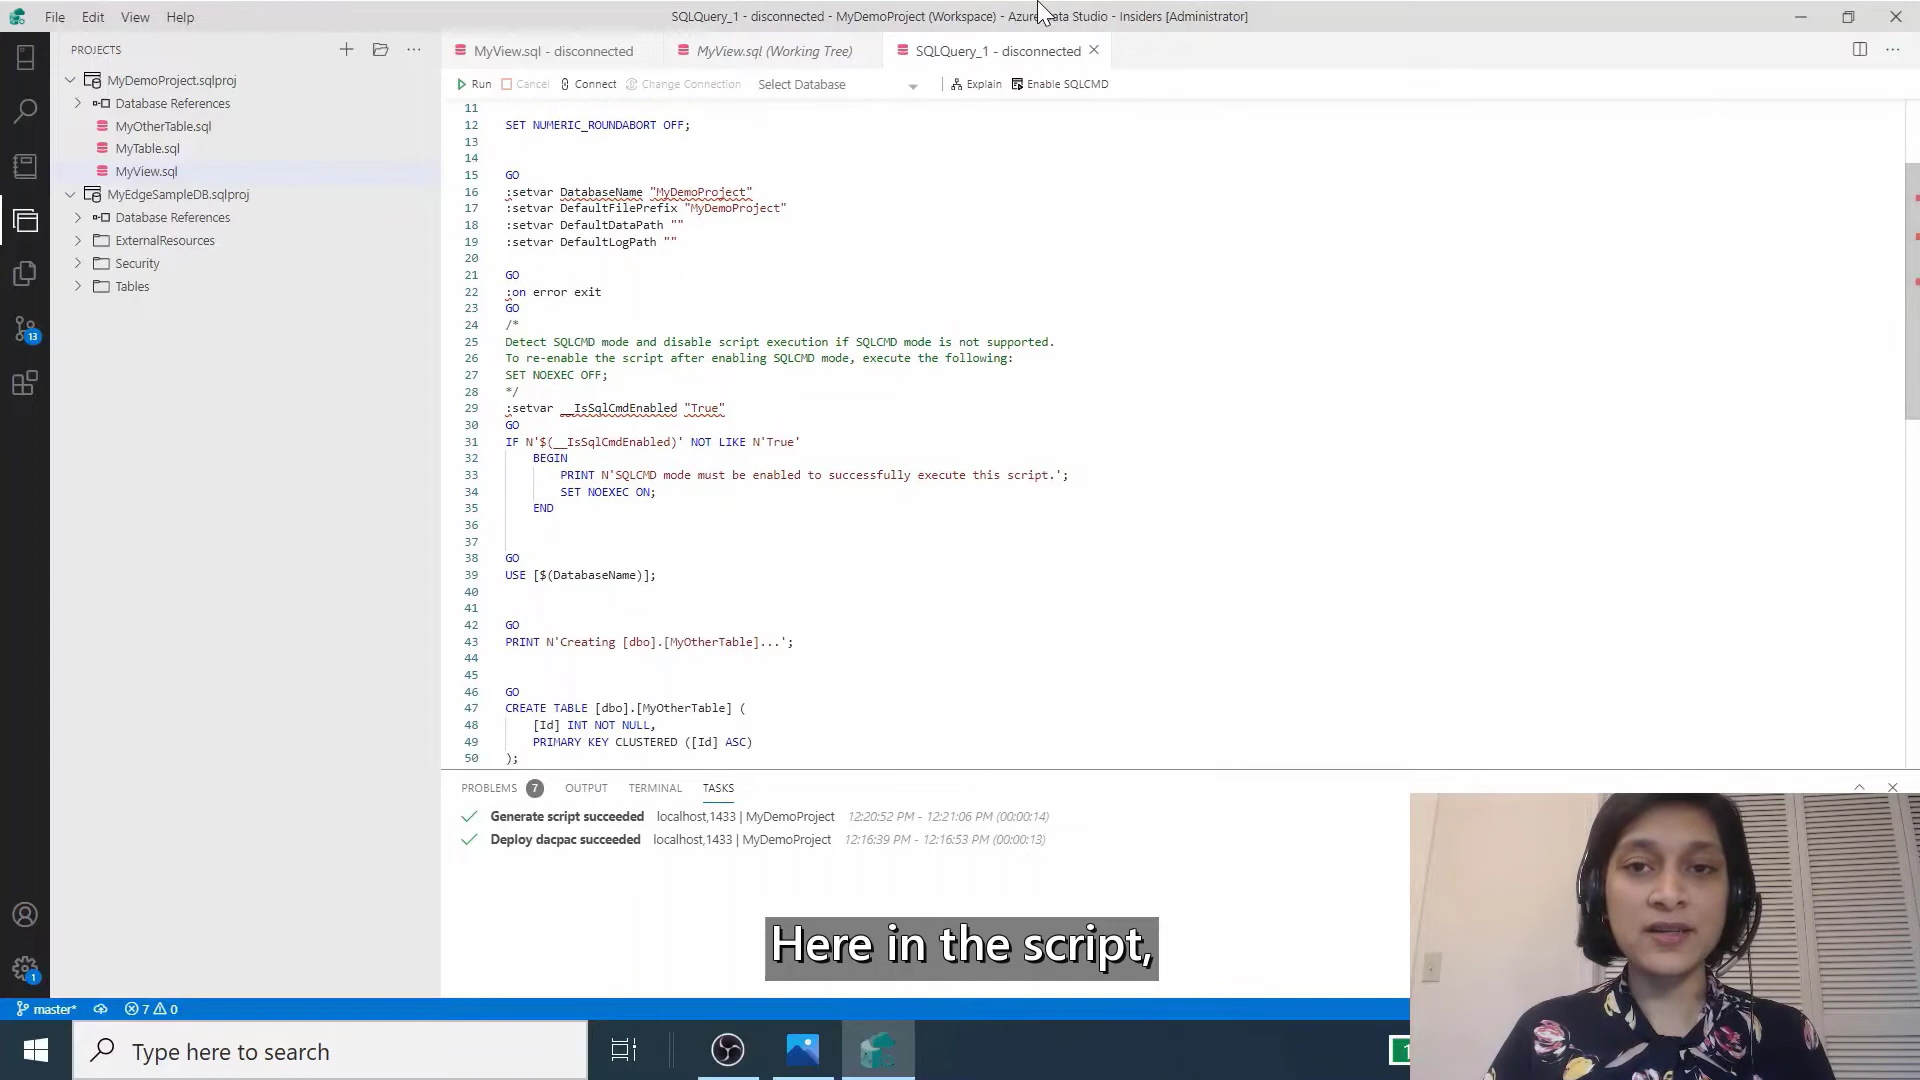 File Edit View Help
SQLQuery_1 - disconnected - MyDemoProject (Workspace) - Azure Data Studio - Insiders [Administrator]
PROJECTS
MyDemoProject.sqlproj
Database References
MyOtherTable.sql
MyTable.sql
MyView.sql
MyEdgeSampleDB.sqlproj
Database References
ExternalResources
Security
Tables
13
1
MyView.sql - disconnected
MyView.sql (Working Tree)
SQLQuery_1 - disconnected
Run Cancel Connect Change Connection Select Database Explain Enable SQLCMD
11
12 SET NUMERIC_ROUNDABORT OFF;
13
14
15 GO
16 :setvar DatabaseName "MyDemoProject"
17 :setvar DefaultFilePrefix "MyDemoProject"
18 :setvar DefaultDataPath ""
19 :setvar DefaultLogPath ""
20
21 GO
22 :on error exit
23 GO
24 /*
25 Detect SQLCMD mode and disable script execution if SQLCMD mode is not supported.
26 To re-enable the script after enabling SQLCMD mode, execute the following:
27 SET NOEXEC OFF;
28 */
29 :setvar __IsSqlCmdEnabled "True"
30 GO
31 IF N'$(__IsSqlCmdEnabled)' NOT LIKE N'True'
32 BEGIN
33 PRINT N'SQLCMD mode must be enabled to successfully execute this script.';
34 SET NOEXEC ON;
35 END
36
37
38 GO
39 USE [$(DatabaseName)];
40
41
42 GO
43 PRINT N'Creating [dbo].[MyOtherTable]...';
44
45
46 GO
47 CREATE TABLE [dbo].[MyOtherTable] (
48 [Id] INT NOT NULL,
49 PRIMARY KEY CLUSTERED ([Id] ASC)
50 );
PROBLEMS 7 OUTPUT TERMINAL TASKS
Generate script succeeded localhost,1433 | MyDemoProject 12:20:52 PM - 12:21:06 PM (00:00:14)
Deploy dacpac succeeded localhost,1433 | MyDemoProject 12:16:39 PM - 12:16:53 PM (00:00:13)
Here in the script,
master* 7 0
Type here to search